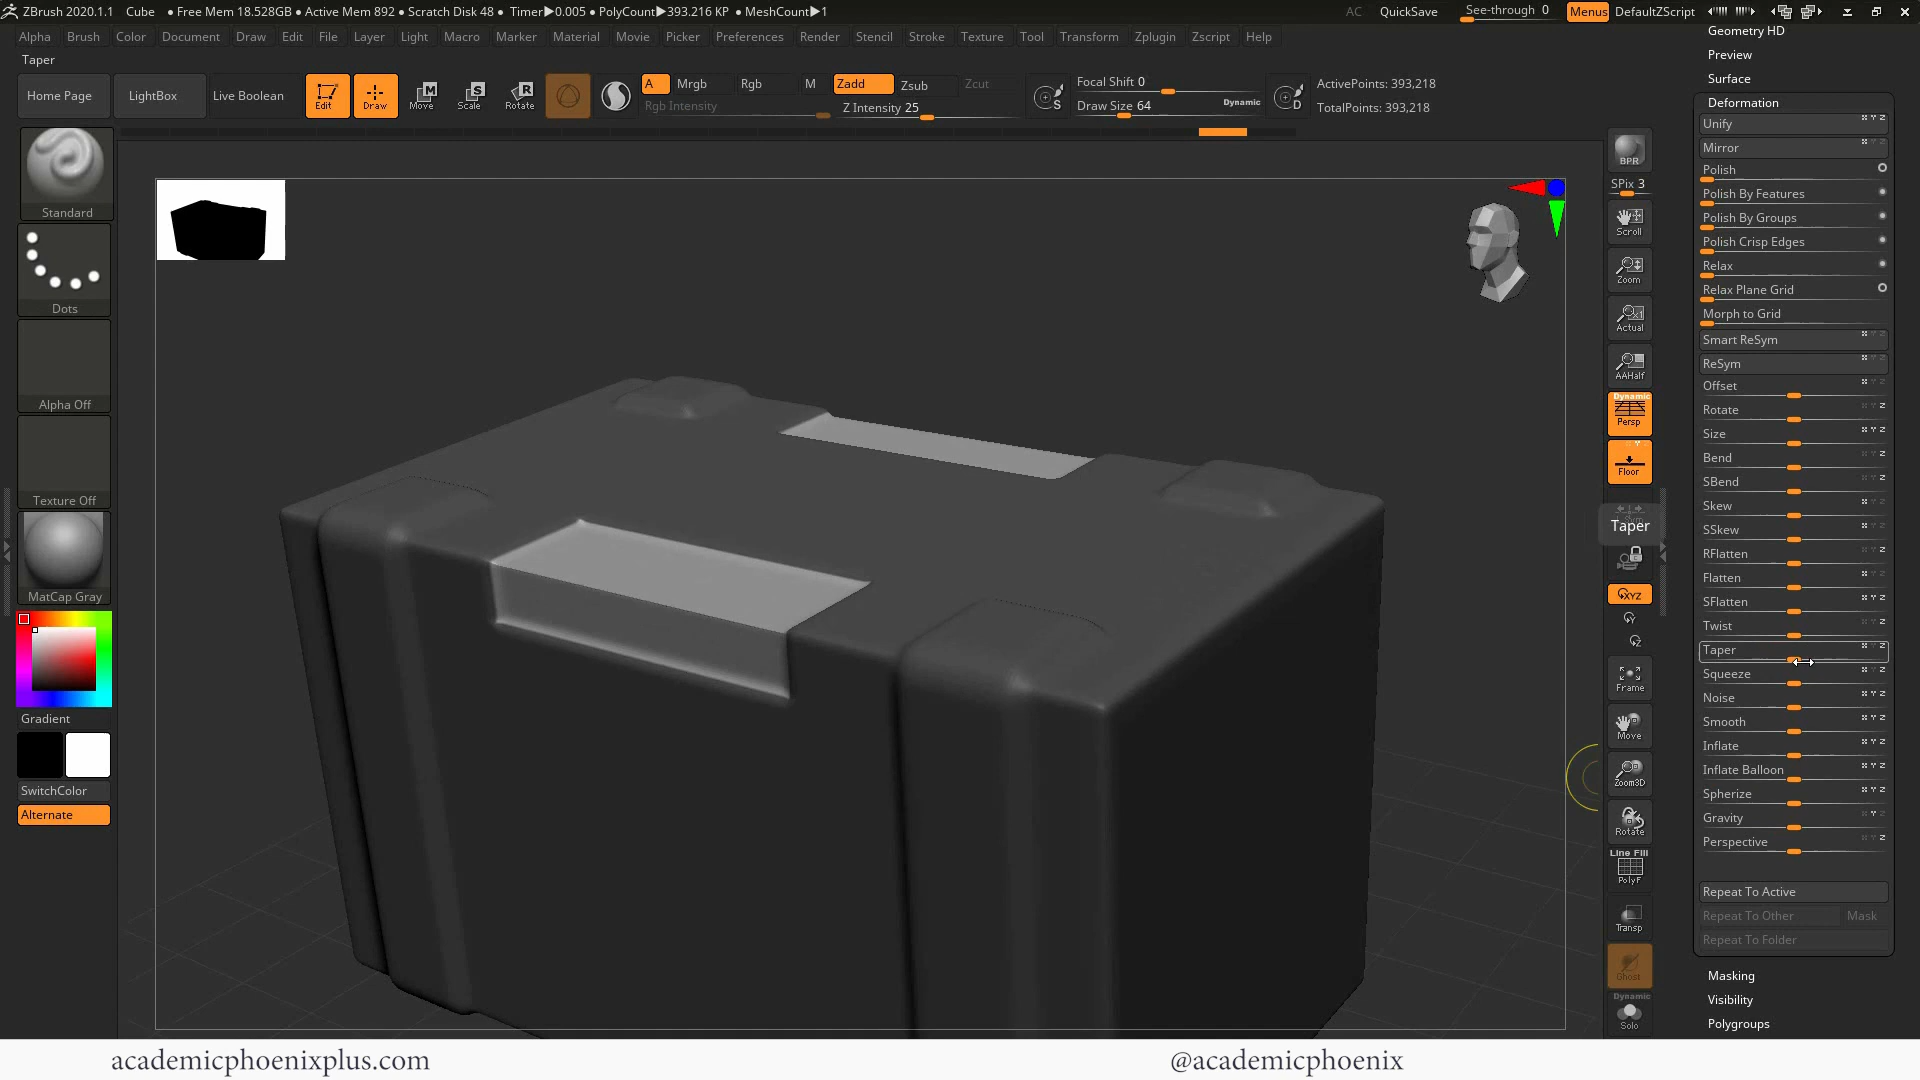 ZBrush 2020.1.1 Cube • Free Mem 18.528GB • Active Mem 892 • Scratch Disk 48 • Timer▶0.005 • PolyCount▶393.216 KP • MeshCount▶1
AC QuickSave See-through 0 Menus DefaultZScript
Alpha Brush Color Document Draw Edit File Layer Light Macro Marker Material Movie Picker Preferences Render Stencil Stroke Texture Tool Transform Zplugin Zscript Help
Taper
Home Page LightBox Live Boolean Edit Draw Move Scale Rotate
A Mrgb Rgb M Zadd Zsub Zcut
Rgb Intensity Z Intensity 25
S Focal Shift 0
Draw Size 64 Dynamic
D ActivePoints: 393,218
TotalPoints: 393,218
Standard
Dots
Alpha Off
Texture Off
MatCap Gray
Gradient
SwitchColor
Alternate
BPR
SPix 3
Scroll
Zoom
Actual
AAHalf
Dynamic
Persp
Floor
Taper
XYZ
Y
Z
Frame
Move
Zoom3D
Rotate
Line Fill
PolyF
Transp
Ghost
Dynamic
Solo
Geometry HD
Preview
Surface
Deformation
Unify
Mirror
Polish
Polish By Features
Polish By Groups
Polish Crisp Edges
Relax
Relax Plane Grid
Morph to Grid
Smart ReSym
ReSym
Offset
Rotate
Size
Bend
SBend
Skew
SSkew
RFlatten
Flatten
SFlatten
Twist
Taper
Squeeze
Noise
Smooth
Inflate
Inflate Balloon
Spherize
Gravity
Perspective
Repeat To Active
Repeat To Other Mask
Repeat To Folder
Masking
Visibility
Polygroups
academicphoenixplus.com
@academicphoenix